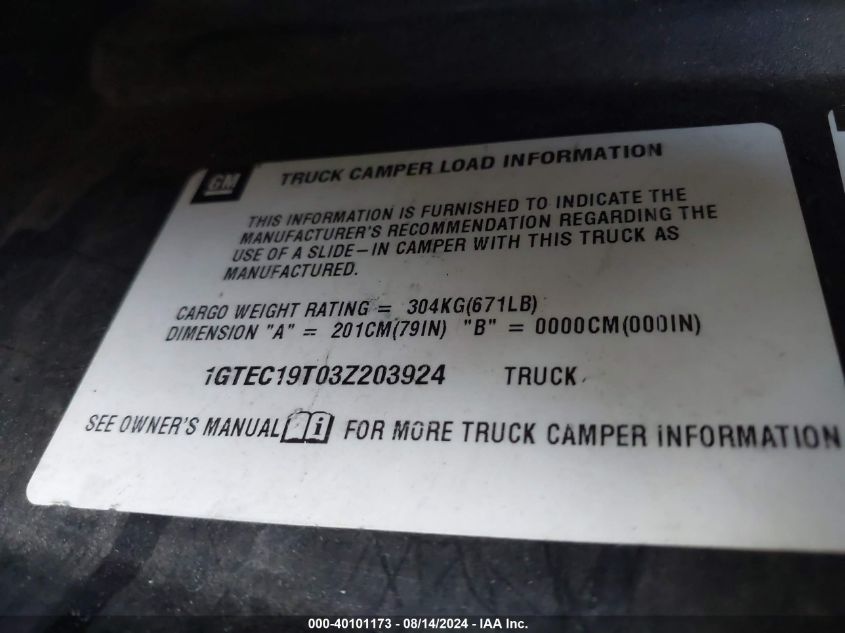 GM TRUCK CAMPER LOAD INFORMATION
THIS INFORMATION IS FURNISHED TO INDICATE THE
MANUFACTURER'S RECOMMENDATION REGARDING THE
USE OF A SLIDE-IN CAMPER WITH THIS TRUCK AS
MANUFACTURED.
CARGO WEIGHT RATING = 304KG(671LB)
DIMENSION "A" = 201CM(79IN) "B" = 0000CM(000IN)
1GTEC19T03Z203924 TRUCK
SEE OWNER'S MANUAL i FOR MORE TRUCK CAMPER INFORMATION
000-40101173 - 08/14/2024 - IAA Inc.